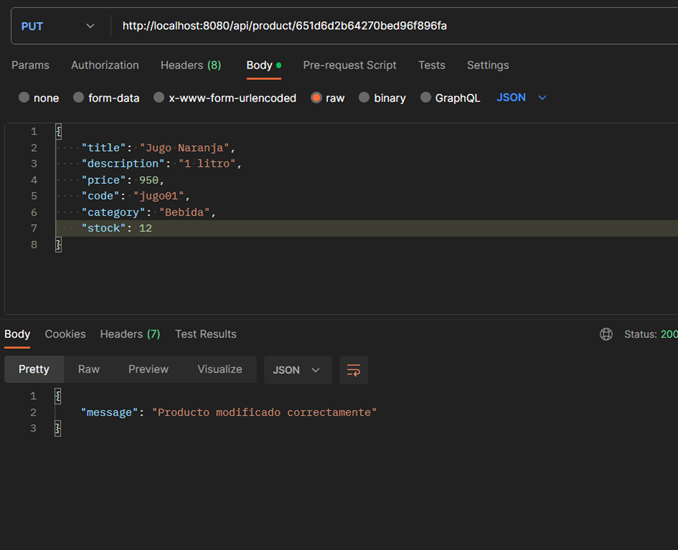 PUT http://localhost:8080/api/product/651d6d2b64270bed96f896fa
Params Authorization Headers (8) Body Pre-request Script Tests Settings
none form-data x-www-form-urlencoded raw binary GraphQL JSON
1 {
2 "title": "Jugo Naranja",
3 "description": "1 litro",
4 "price": 950,
5 "code": "jugo01",
6 "category": "Bebida",
7 "stock": 12
8 }
Body Cookies Headers (7) Test Results Status: 200
Pretty Raw Preview Visualize JSON
1 {
2 "message": "Producto modificado correctamente"
3 }